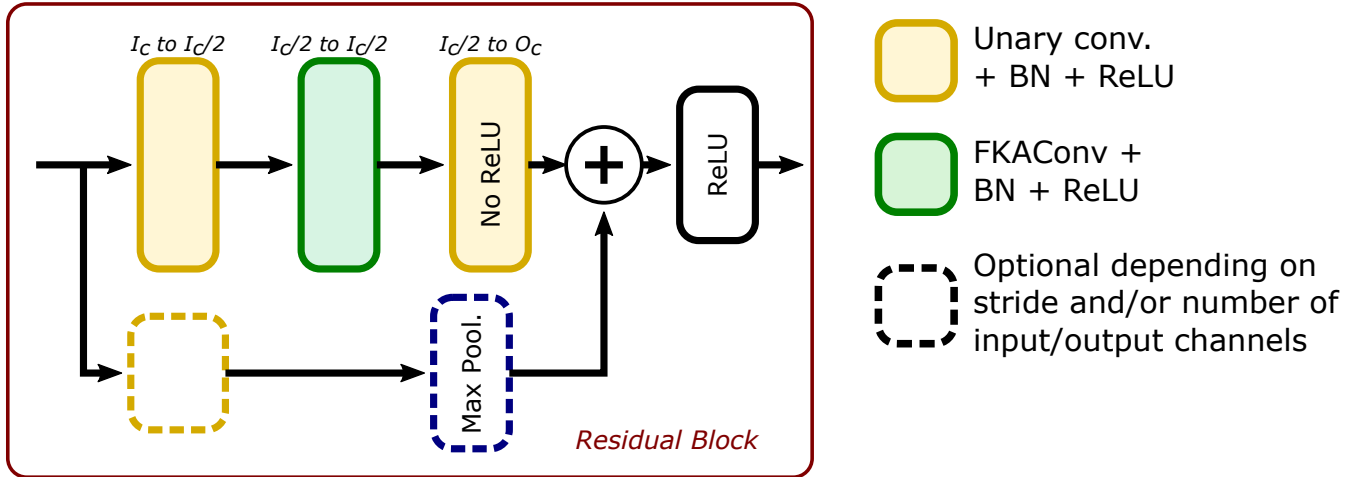 I_C to I_C/2
I_C/2 to I_C/2
I_C/2 to O_C
No ReLU
+
ReLU
Max Pool.
Residual Block
Unary conv.
+ BN + ReLU
FKAConv +
BN + ReLU
Optional depending on
stride and/or number of
input/output channels